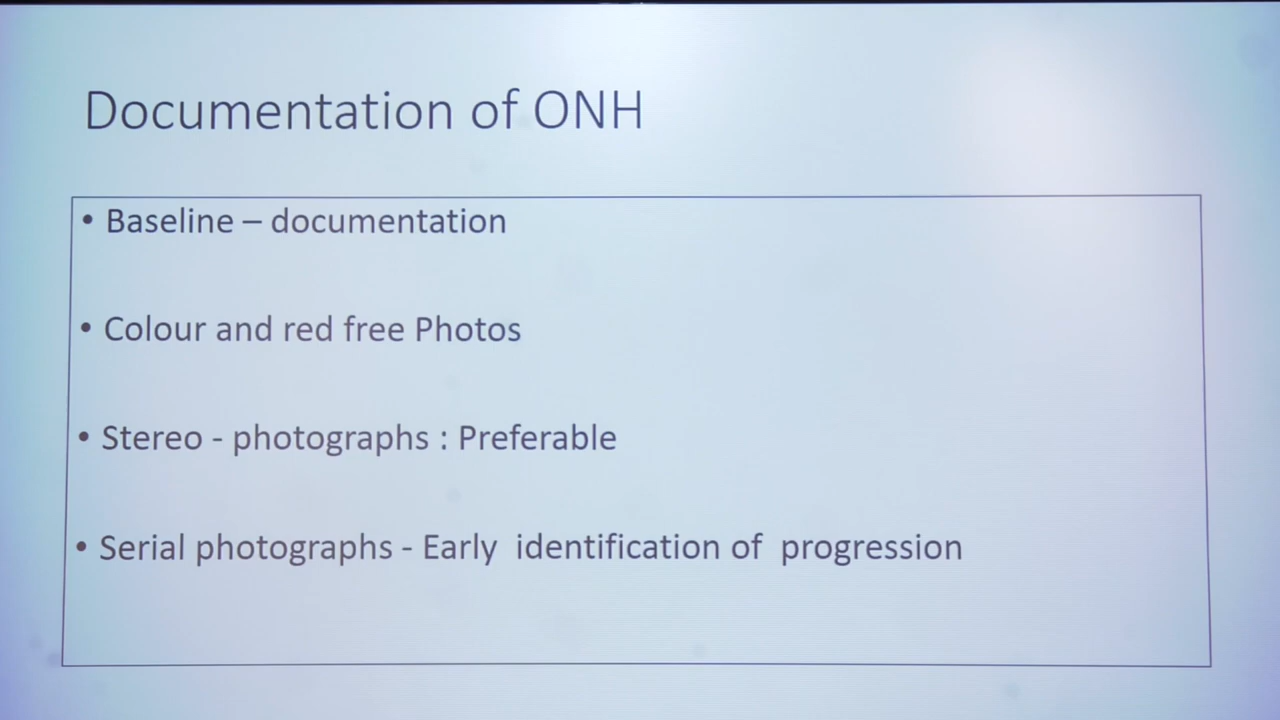 Documentation of ONH
• Baseline – documentation
• Colour and red free Photos
• Stereo - photographs : Preferable
• Serial photographs - Early identification of progression